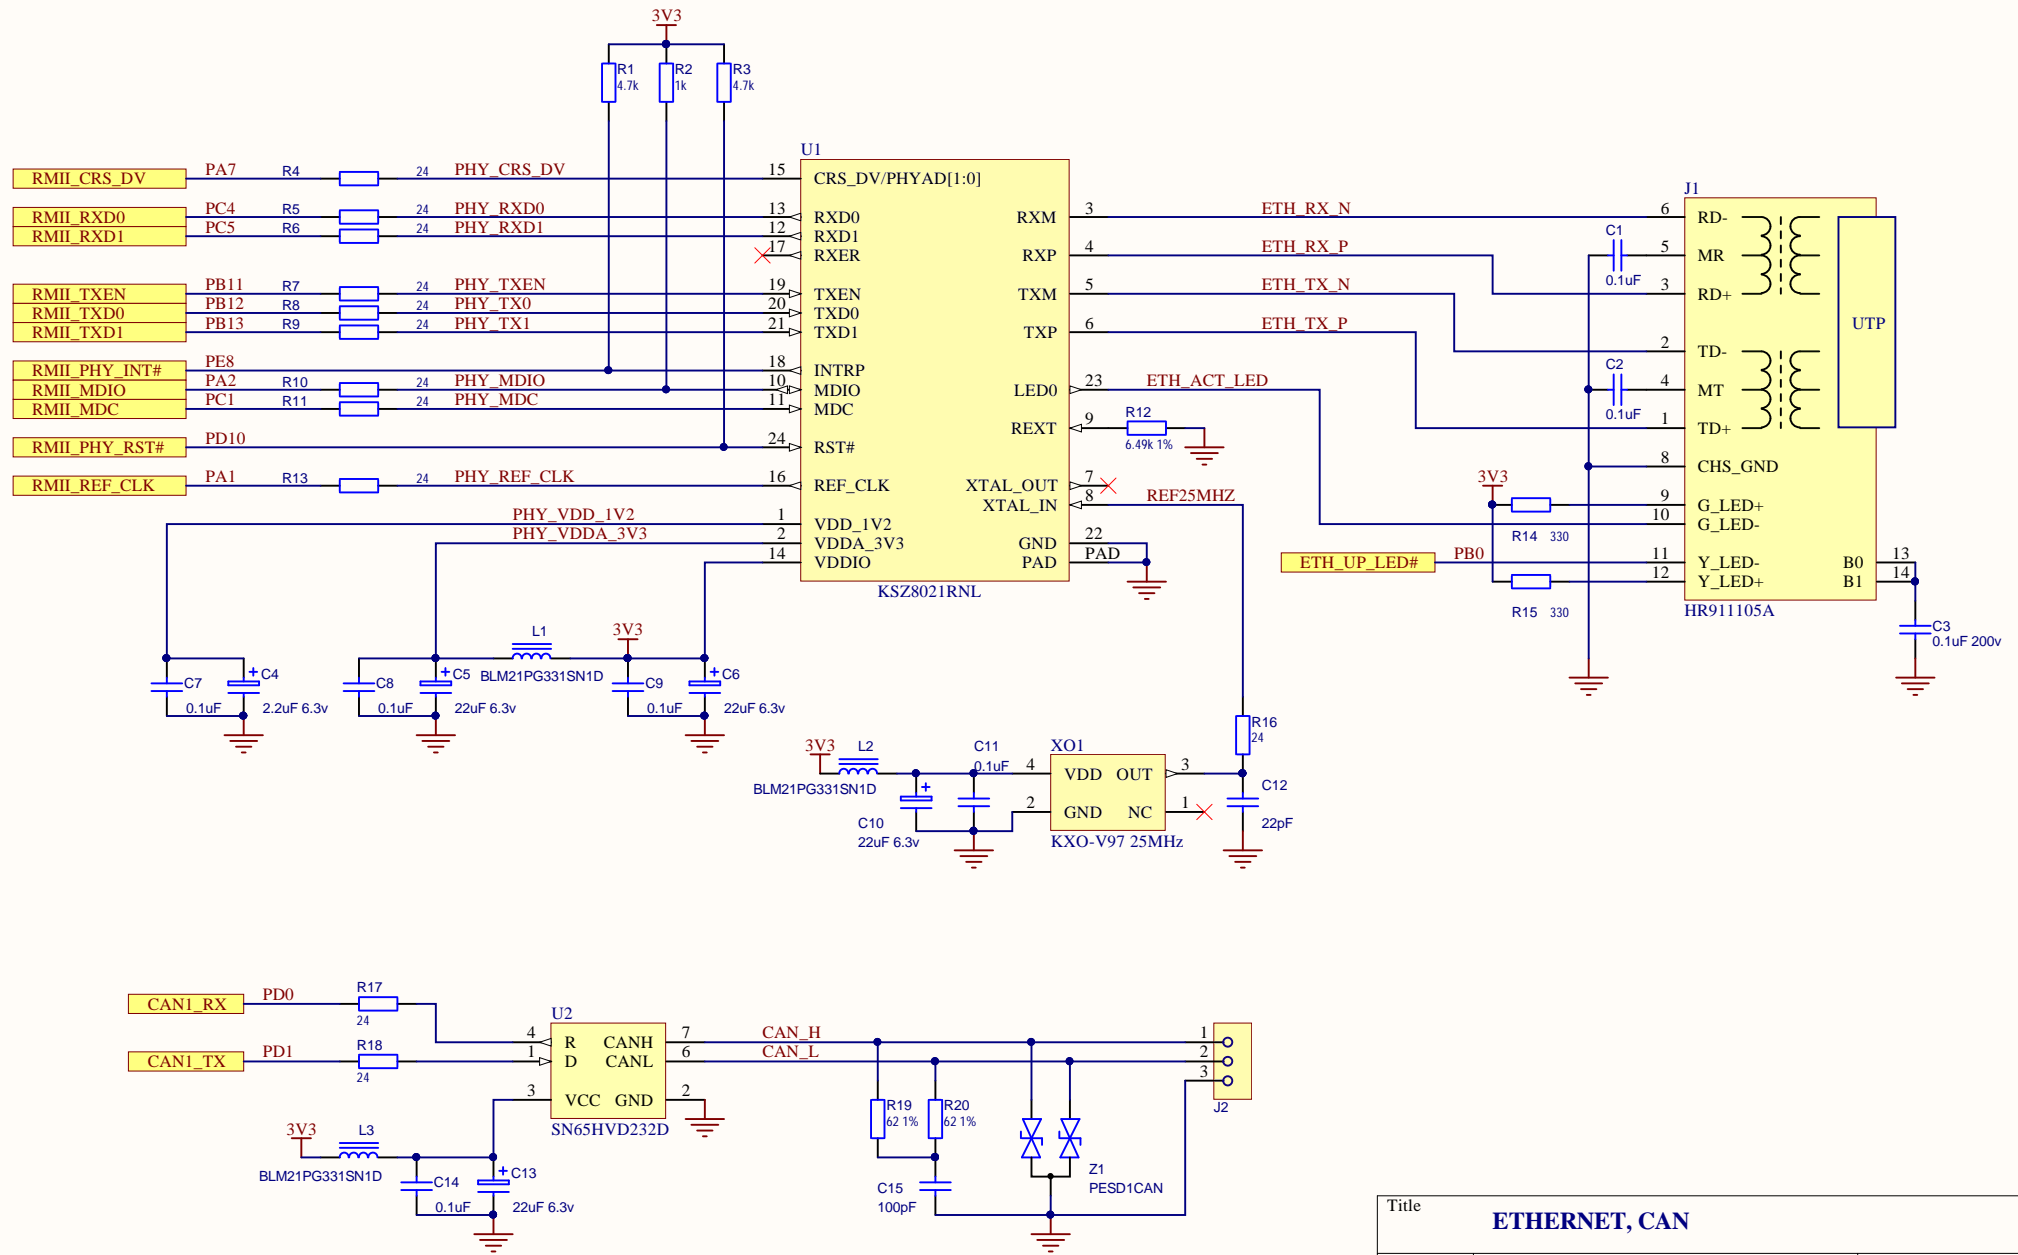 3V3
R1
4.7k
R2
1k
R3
4.7k
RMII_CRS_DV PA7 R4 24 PHY_CRS_DV
RMII_RXD0 PC4 R5 24 PHY_RXD0
RMII_RXD1 PC5 R6 24 PHY_RXD1
RMII_TXEN PB11 R7 24 PHY_TXEN
RMII_TXD0 PB12 R8 24 PHY_TX0
RMII_TXD1 PB13 R9 24 PHY_TX1
RMII_PHY_INT# PE8
RMII_MDIO PA2 R10 24 PHY_MDIO
RMII_MDC PC1 R11 24 PHY_MDC
RMII_PHY_RST# PD10
RMII_REF_CLK PA1 R13 24 PHY_REF_CLK
PHY_VDD_1V2
PHY_VDDA_3V3
U1
15 CRS_DV/PHYAD[1:0]
13 RXD0
12 RXD1
17 RXER
19 TXEN
20 TXD0
21 TXD1
18 INTRP
10 MDIO
11 MDC
24 RST#
16 REF_CLK
1 VDD_1V2
2 VDDA_3V3
14 VDDIO
RXM 3 ETH_RX_N
RXP 4 ETH_RX_P
TXM 5 ETH_TX_N
TXP 6 ETH_TX_P
LED0 23 ETH_ACT_LED
REXT 9
R12
6.49k 1%
XTAL_OUT 7
XTAL_IN 8 REF25MHZ
GND 22
PAD PAD
KSZ8021RNL
J1
6 RD-
5 MR
3 RD+
2 TD-
4 MT
1 TD+
8 CHS_GND
9 G_LED+
10 G_LED-
11 Y_LED-
12 Y_LED+
UTP
B0 13
B1 14
HR911105A
C1
0.1uF
C2
0.1uF
3V3
R14 330
ETH_UP_LED# PB0
R15 330
C3
0.1uF 200v
C7
0.1uF
C4
2.2uF 6.3v
C8
0.1uF
C5
22uF 6.3v
L1
BLM21PG331SN1D
3V3
C9
0.1uF
C6
22uF 6.3v
3V3
L2
BLM21PG331SN1D
C10
22uF 6.3v
C11
0.1uF
XO1
4 VDD OUT 3
2 GND NC 1
KXO-V97 25MHz
R16
24
C12
22pF
CAN1_RX PD0 R17
24
CAN1_TX PD1 R18
24
U2
4 R CANH 7 CAN_H
1 D CANL 6 CAN_L
3 VCC GND 2
SN65HVD232D
3V3
L3
BLM21PG331SN1D
C14
0.1uF
C13
22uF 6.3v
R19
62 1%
R20
62 1%
C15
100pF
Z1
PESD1CAN
1
2
3
J2
Title
ETHERNET, CAN